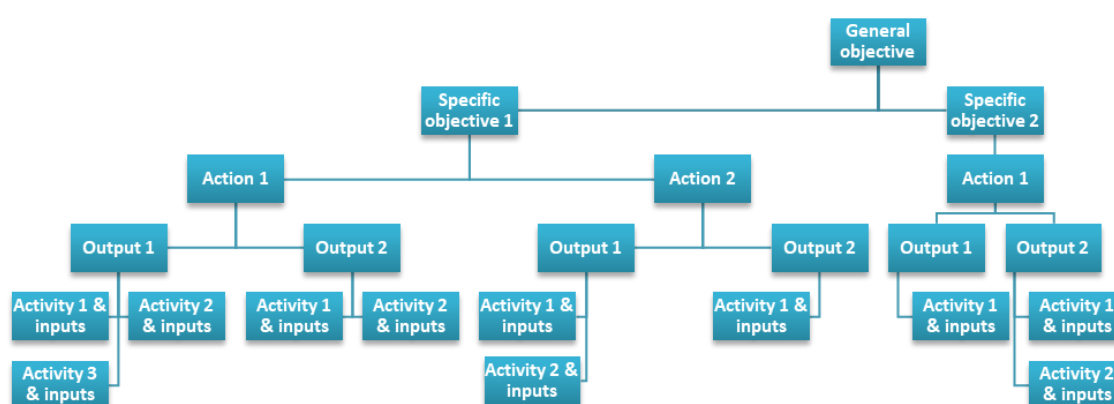 General
objective
Specific
objective 1
Specific
objective 2
Action 1
Action 2
Action 1
Output 1
Output 2
Output 1
Output 2
Output 1
Output 2
Activity 1 &
inputs
Activity 2
& inputs
Activity 1
& inputs
Activity 2
& inputs
Activity 1 &
inputs
Activity 1 &
inputs
Activity 1
& inputs
Activity 1
& inputs
Activity 3
& inputs
Activity 2 &
inputs
Activity 2
& inputs